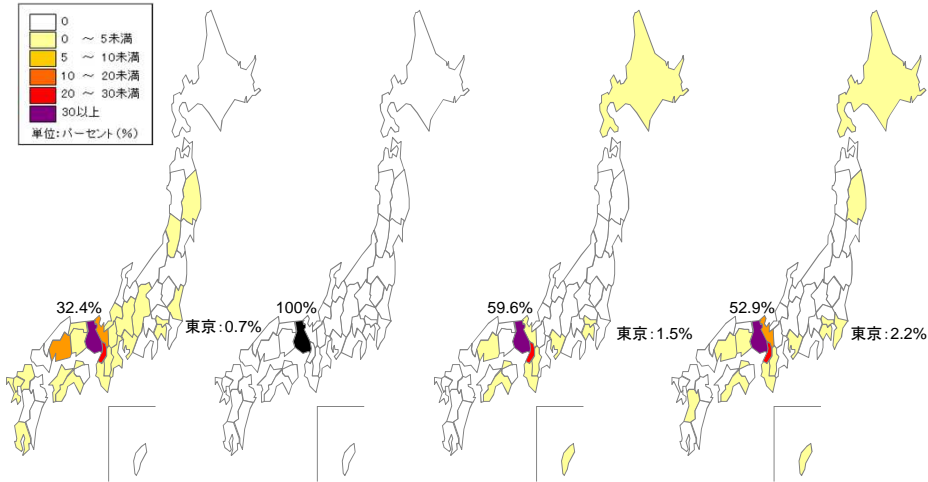 0
0 ～ 5未満
5 ～ 10未満
10 ～ 20未満
20 ～ 30未満
30以上
単位：パーセント（％）
32.4%
東京：0.7%
100%
59.6%
東京：1.5%
52.9%
東京：2.2%